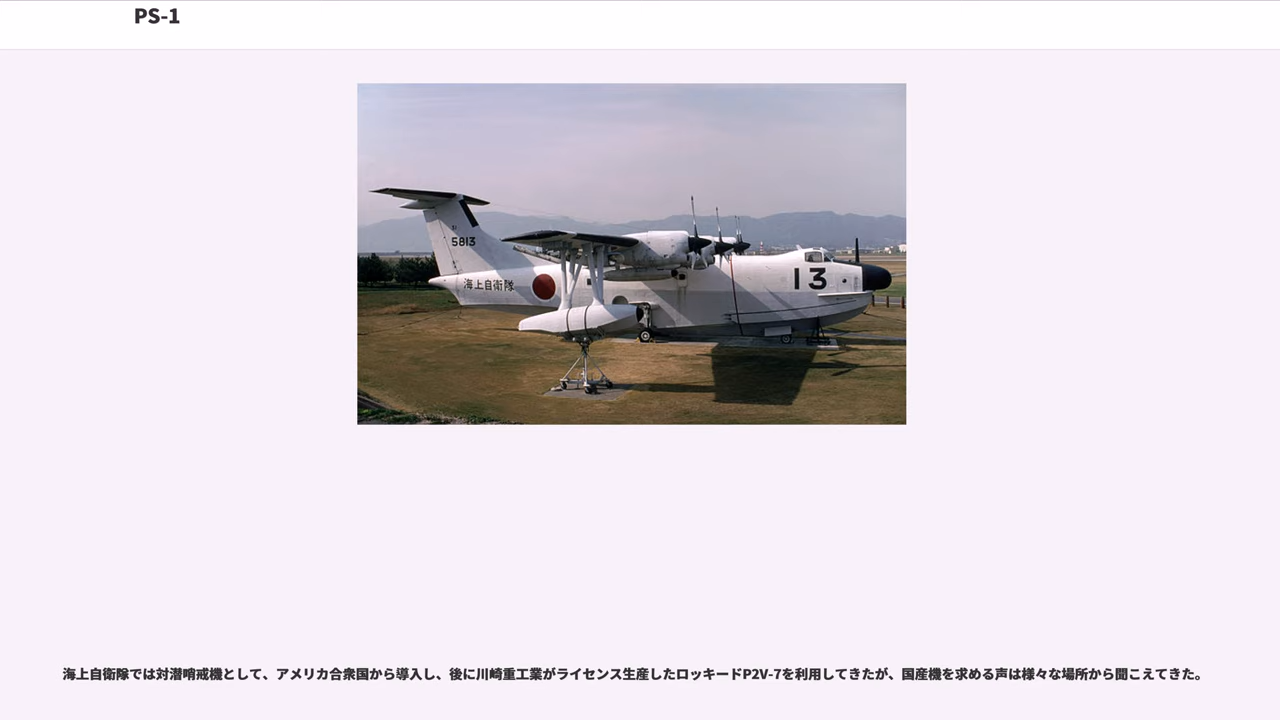 PS-1
5813
海上自衛隊
13
海上自衛隊では対潜哨戒機として、アメリカ合衆国から導入し、後に川崎重工業がライセンス生産したロッキードP2V-7を利用してきたが、国産機を求める声は様々な場所から聞こえてきた。